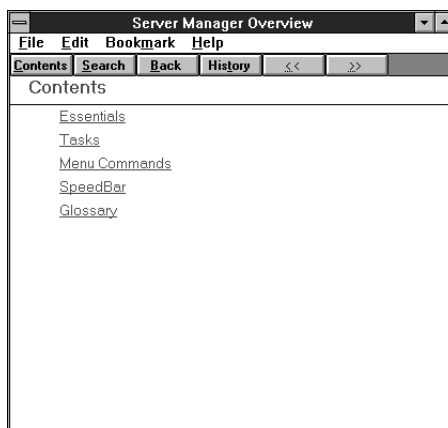 Server Manager Overview
File Edit Bookmark Help
Contents Search Back History << >>
Contents
Essentials
Tasks
Menu Commands
SpeedBar
Glossary